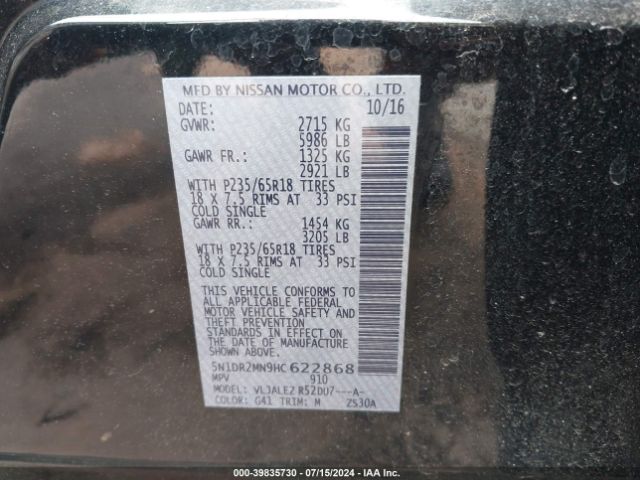 MFD BY NISSAN MOTOR CO., LTD.
DATE: 10/16
GVWR: 2715 KG
5986 LB
GAWR FR.: 1325 KG
2921 LB
WITH P235/65R18 TIRES
18 X 7.5 RIMS AT 33 PSI
COLD SINGLE
GAWR RR.: 1454 KG
3205 LB
WITH P235/65R18 TIRES
18 X 7.5 RIMS AT 33 PSI
COLD SINGLE
THIS VEHICLE CONFORMS TO
ALL APPLICABLE FEDERAL
MOTOR VEHICLE SAFETY AND
THEFT PREVENTION
STANDARDS IN EFFECT ON
THE DATE OF MANUFACTURE
SHOWN ABOVE.
5N1DR2MN9HC622868
MPV 910
VLJALEZ R52DU7---A-
COLOR: G41 TRIM: M ZS30A
000-39835730 - 07/15/2024 - IAA Inc.